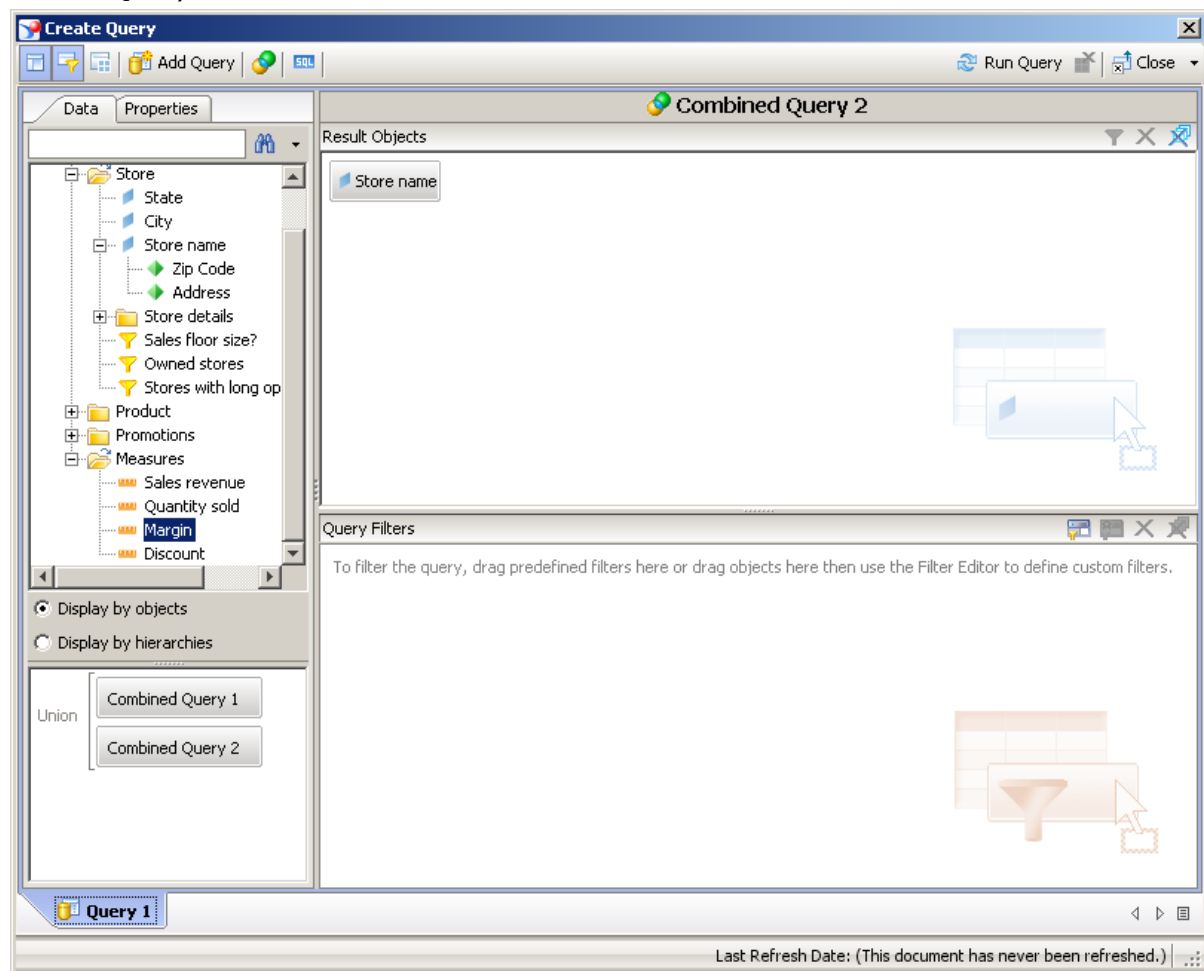 Create Query
Add Query
SQL
Run Query
Close
Data
Properties
Combined Query 2
Result Objects
Store name
Store
State
City
Store name
Zip Code
Address
Store details
Sales floor size?
Owned stores
Stores with long op
Product
Promotions
Measures
Sales revenue
Quantity sold
Margin
Discount
Query Filters
To filter the query, drag predefined filters here or drag objects here then use the Filter Editor to define custom filters.
Display by objects
Display by hierarchies
Union
Combined Query 1
Combined Query 2
Query 1
Last Refresh Date: (This document has never been refreshed.)